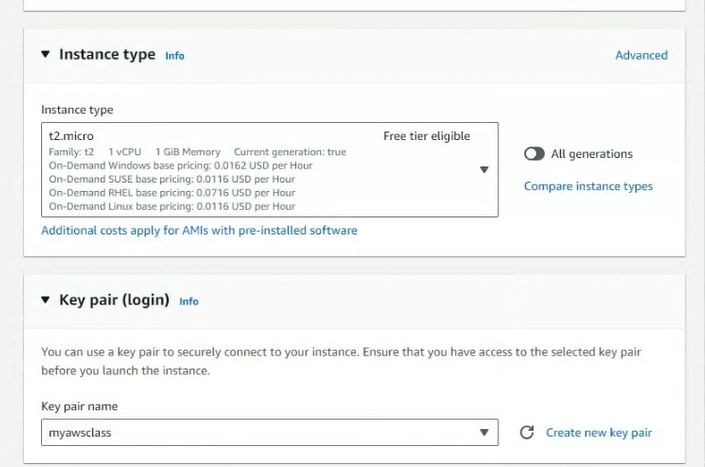 Instance type Info
Advanced
Instance type
t2.micro Free tier eligible
Family: t2 1 vCPU 1 GiB Memory Current generation: true
On-Demand Windows base pricing: 0.0162 USD per Hour
On-Demand SUSE base pricing: 0.0116 USD per Hour
On-Demand RHEL base pricing: 0.0716 USD per Hour
On-Demand Linux base pricing: 0.0116 USD per Hour
All generations
Compare instance types
Additional costs apply for AMIs with pre-installed software
Key pair (login) Info
You can use a key pair to securely connect to your instance. Ensure that you have access to the selected key pair
before you launch the instance.
Key pair name
myawsclass
Create new key pair